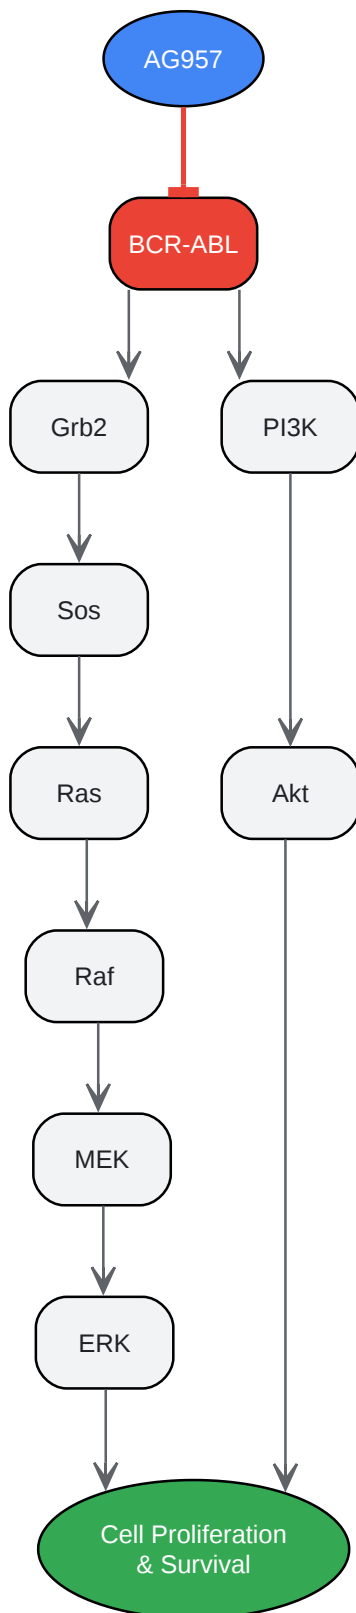 AG957
BCR-ABL
Grb2
PI3K
Sos
Ras
Akt
Raf
MEK
ERK
Cell Proliferation
& Survival